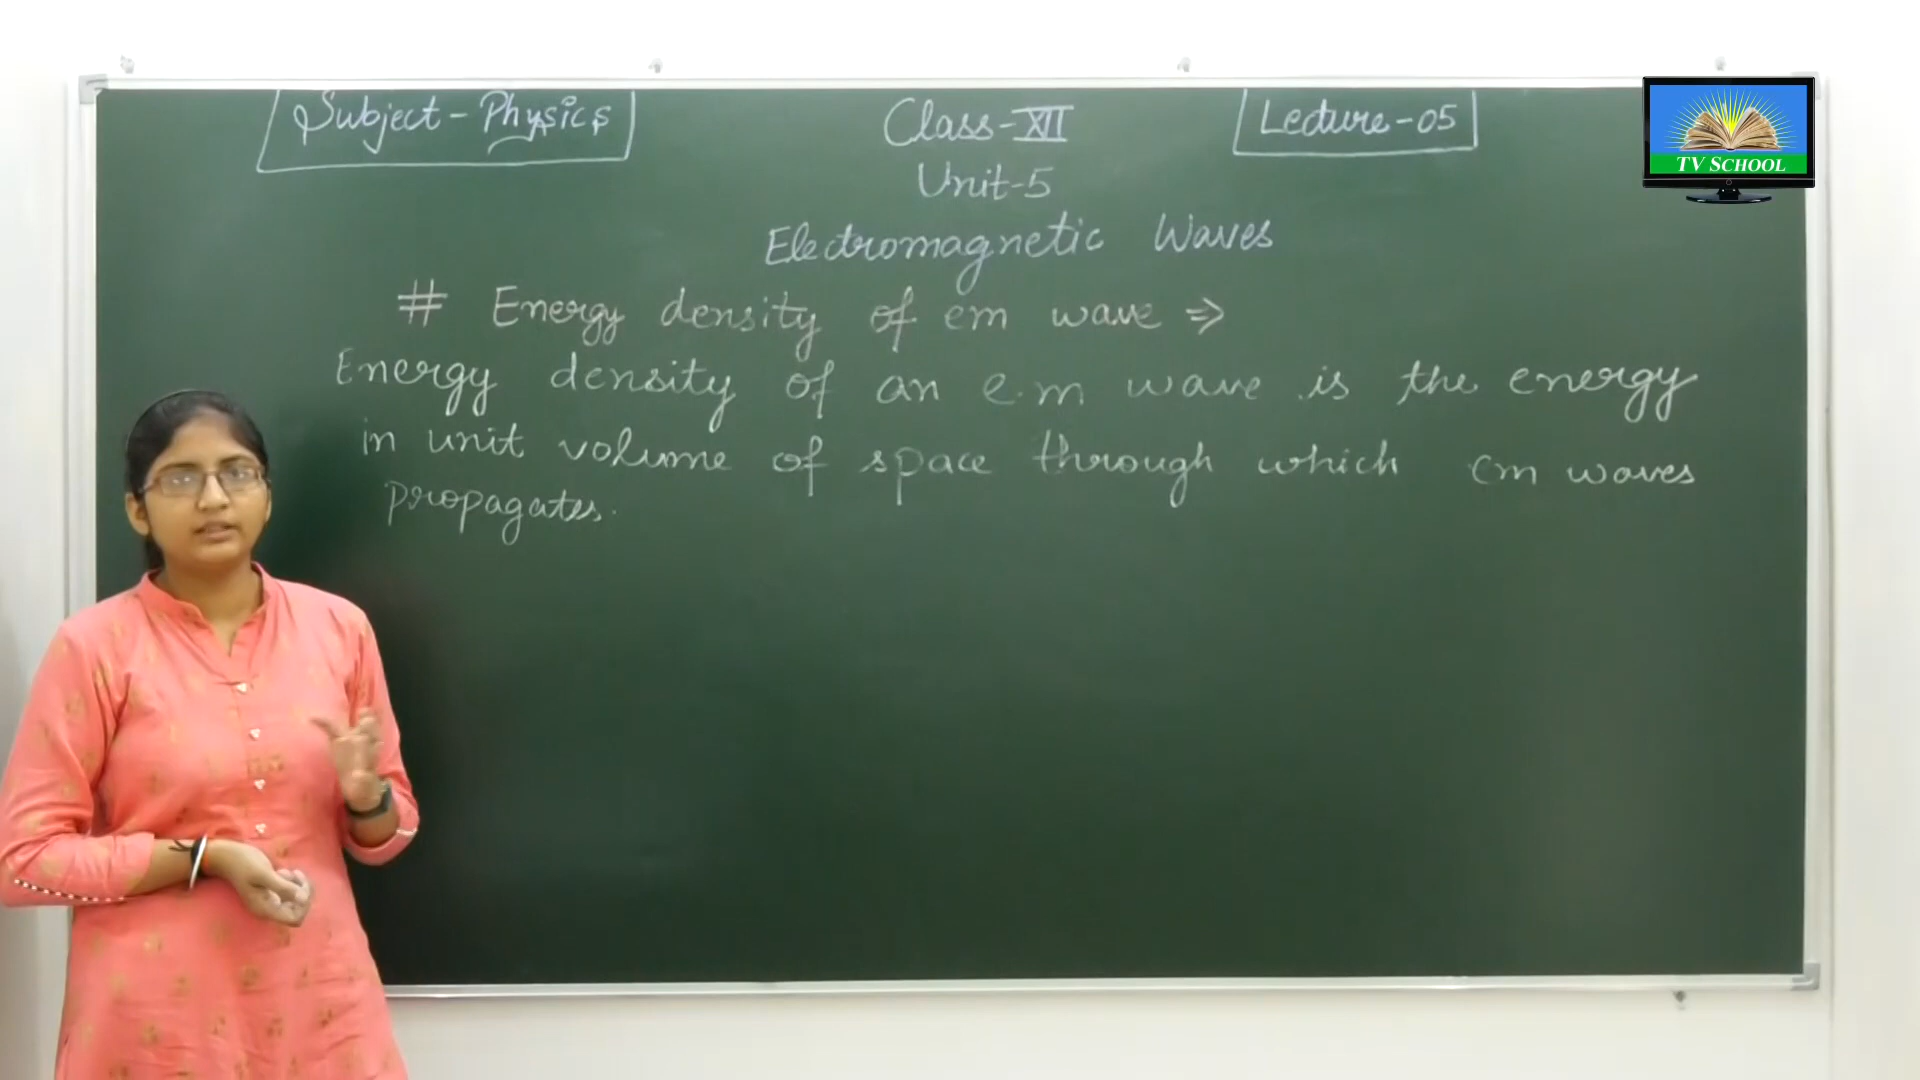 Subject - Physics
Class - XII
Lecture - 05
Unit-5
Electromagnetic Waves
# Energy density of em wave ⇒
Energy density of an e.m wave is the energy
in unit volume of space through which em waves
propagates.
TV SCHOOL